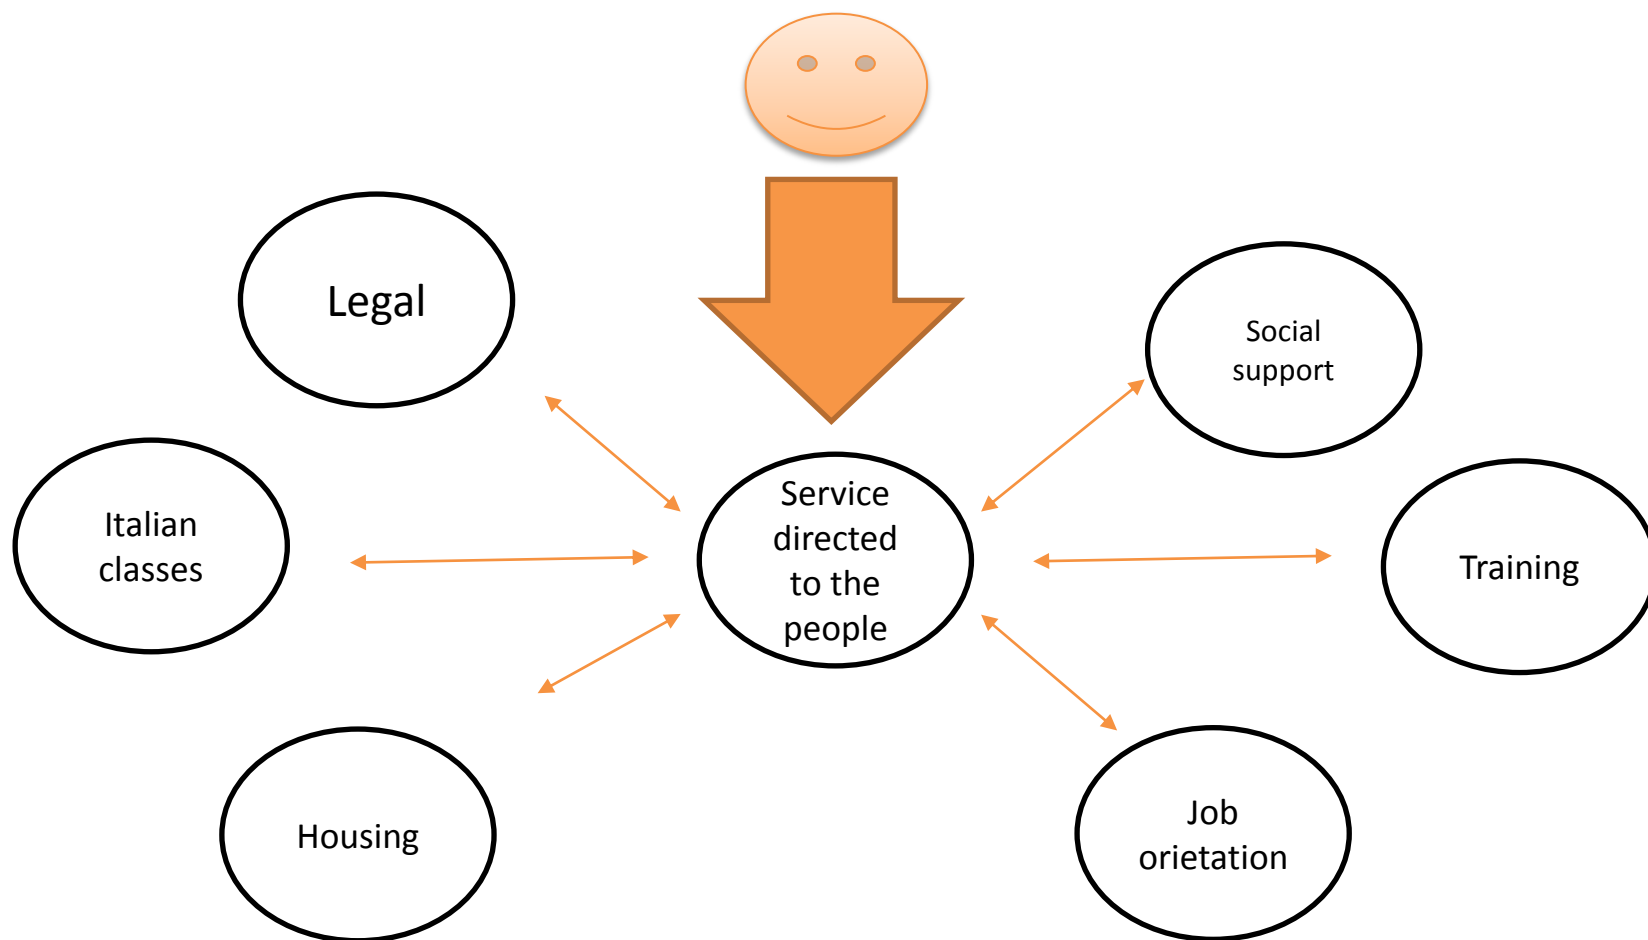 Legal
Social
support
Italian
classes
Service
directed
to the
people
Training
Housing
Job
orietation